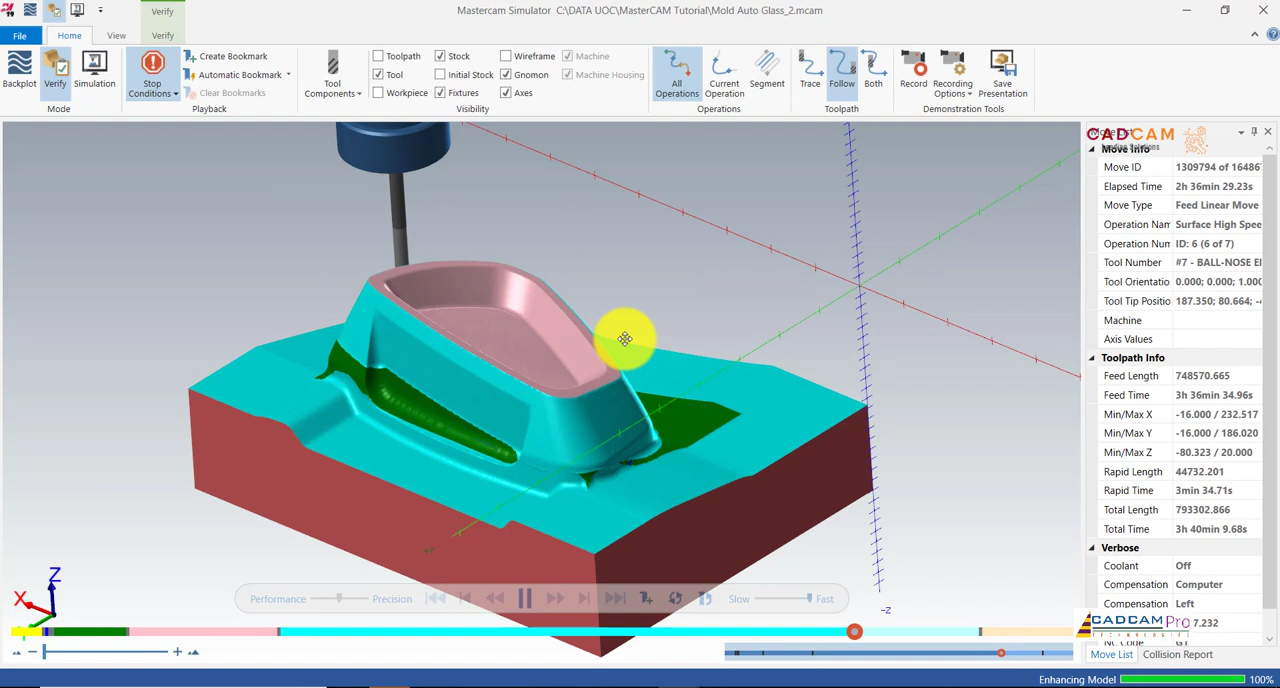 Verify
Mastercam Simulator C:\DATA UOC\MasterCAM Tutorial\Mold Auto Glass_2.mcam
File Home View Verify
Backplot Verify Simulation
Mode
Stop Conditions
Create Bookmark
Automatic Bookmark
Clear Bookmarks
Playback
Tool Components
Toolpath Stock Wireframe Machine
Tool Initial Stock Gnomon Machine Housing
Workpiece Fixtures Axes
Visibility
All Operations Current Operation Segment
Operations
Trace Follow Both
Toolpath
Record Recording Options Save Presentation
Demonstration Tools
CADCAM
Move Info
Move ID 1309794 of 16486
Elapsed Time 2h 36min 29.23s
Move Type Feed Linear Move
Operation Nam Surface High Spee
Operation Num ID: 6 (6 of 7)
Tool Number #7 - BALL-NOSE E
Tool Orientatio 0.000; 0.000; 1.000
Tool Tip Positio 187.350; 80.664; -
Machine
Axis Values
Toolpath Info
Feed Length 748570.665
Feed Time 3h 36min 34.96s
Min/Max X -16.000 / 232.517
Min/Max Y -16.000 / 186.020
Min/Max Z -80.323 / 20.000
Rapid Length 44732.201
Rapid Time 3min 34.71s
Total Length 793302.866
Total Time 3h 40min 9.68s
Verbose
Coolant Off
Compensation Computer
Compensation Left
7.232
CADCAMPro
TECHNOLOGIES
Move List Collision Report
Z
X
-Z
Performance Precision Slow Fast
Enhancing Model 100%